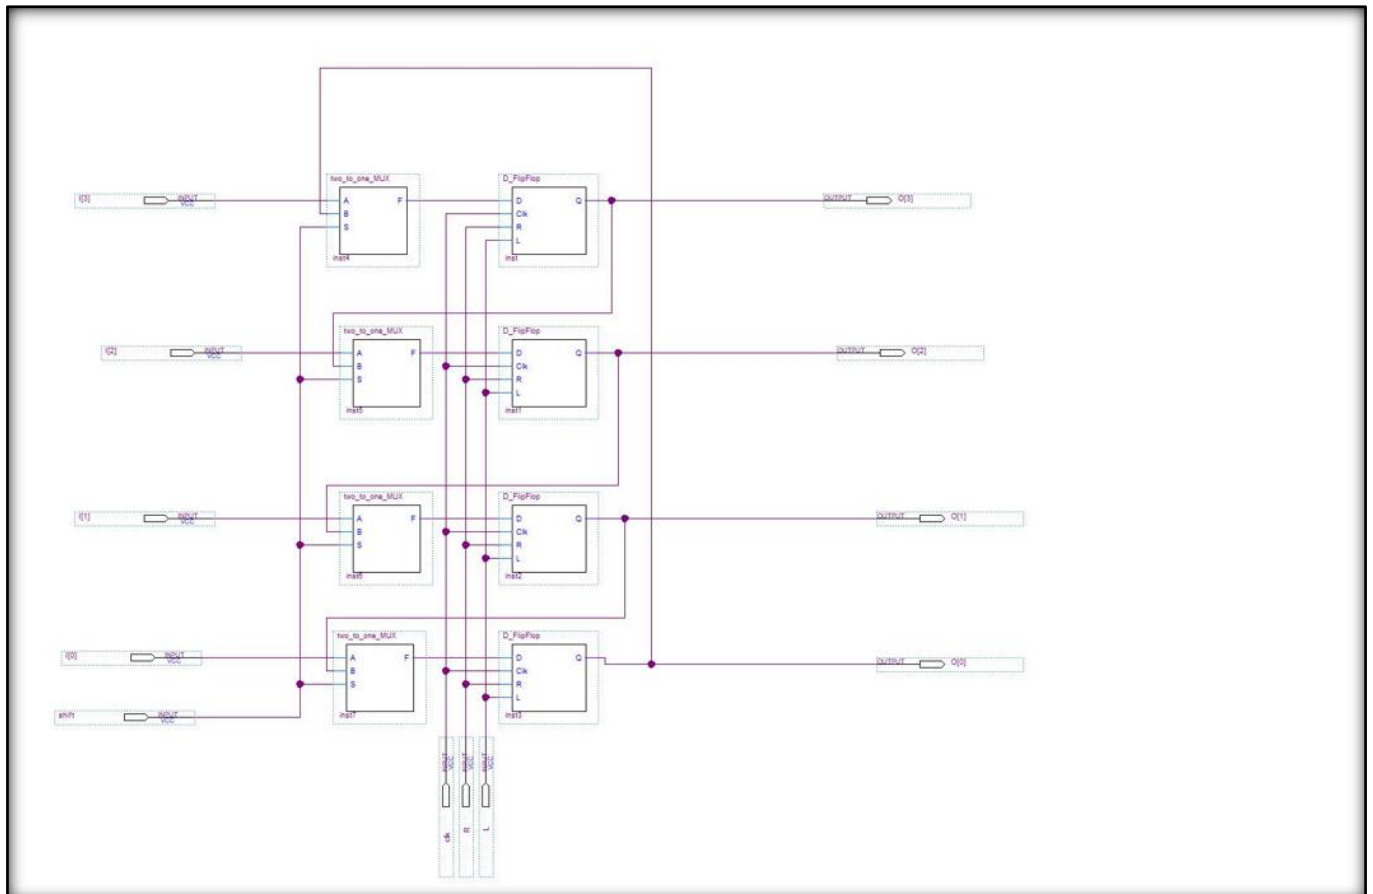 two_to_one_MUX
D_FlipFlop
I[3]
INPUT
VCC
A
F
D
Q
OUTPUT
O[3]
B
Clk
S
R
L
inst4
inst
two_to_one_MUX
D_FlipFlop
I[2]
INPUT
VCC
A
F
D
Q
OUTPUT
O[2]
B
Clk
S
R
L
inst5
inst1
two_to_one_MUX
D_FlipFlop
I[1]
INPUT
VCC
A
F
D
Q
OUTPUT
O[1]
B
Clk
S
R
L
inst6
inst2
two_to_one_MUX
D_FlipFlop
I[0]
INPUT
VCC
A
F
D
Q
OUTPUT
O[0]
B
Clk
S
R
L
inst7
inst3
shift
INPUT
VCC
INPUT
VCC
INPUT
VCC
INPUT
VCC
clk
R
L